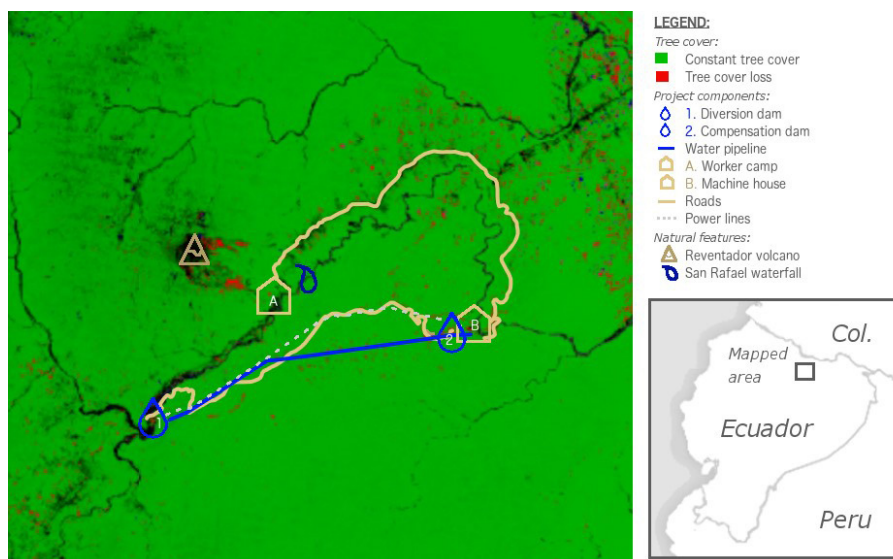 LEGEND:
Tree cover:
Constant tree cover
Tree cover loss
Project components:
1. Diversion dam
2. Compensation dam
Water pipeline
A. Worker camp
B. Machine house
Roads
Power lines
Natural features:
Reventador volcano
San Rafael waterfall
A
B
2
1
Col.
Mapped
area
Ecuador
Peru